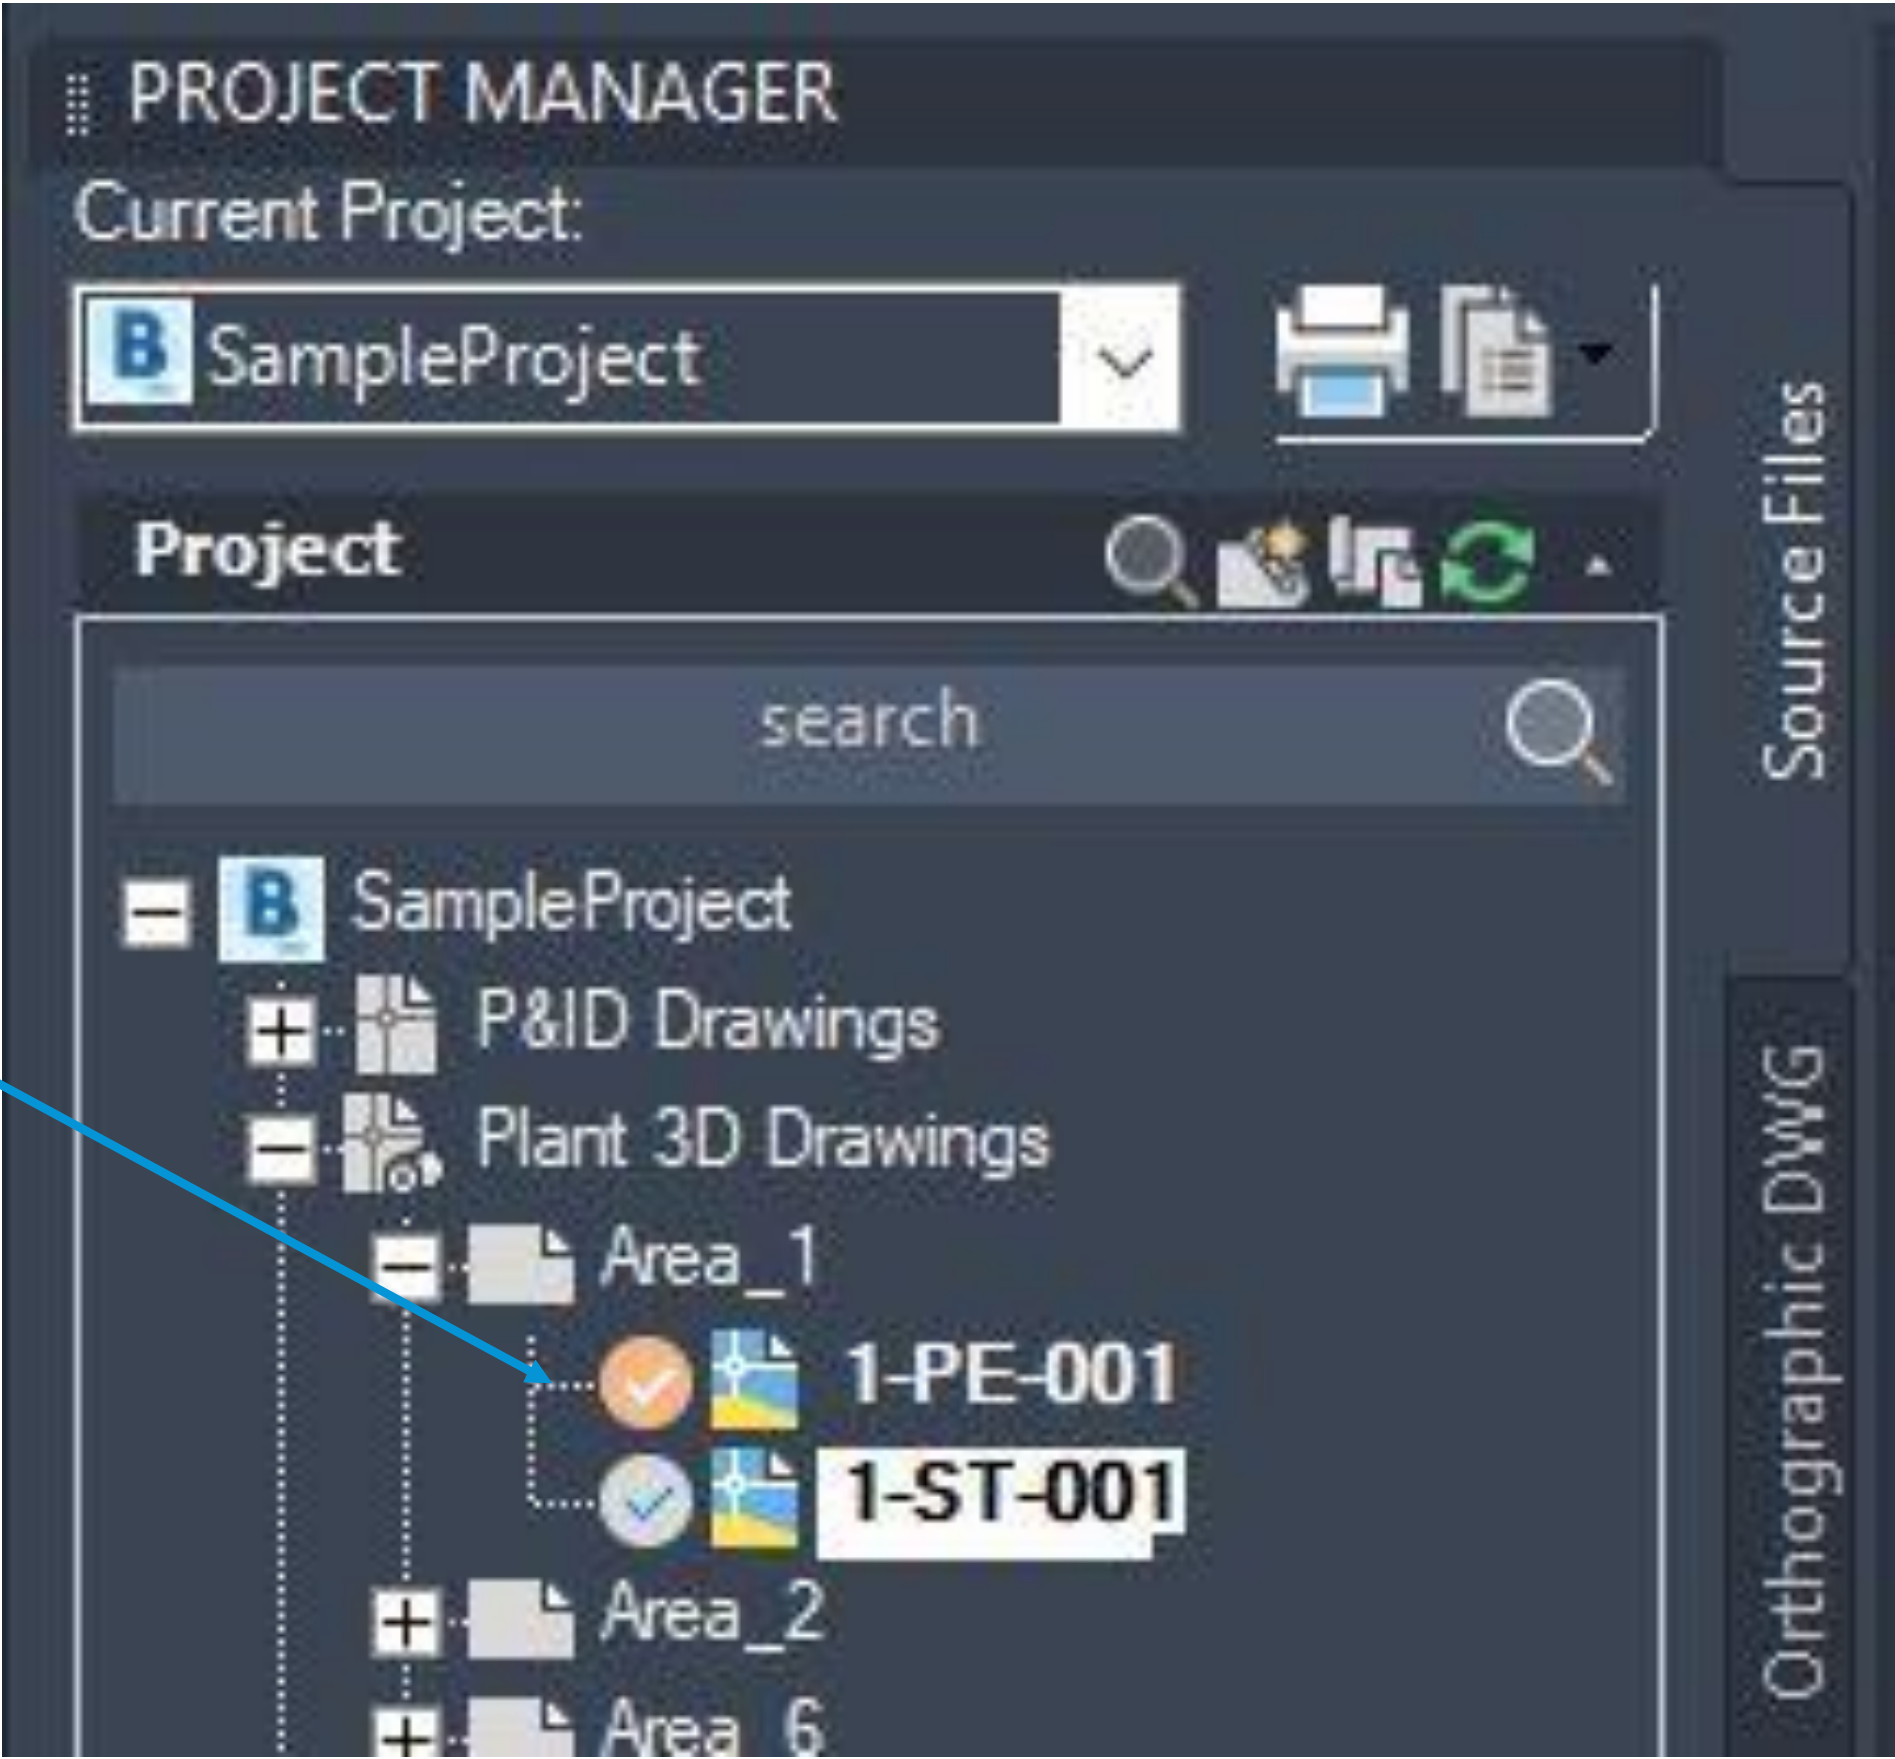 PROJECT MANAGER
Current Project:
B SampleProject
Project
search
B SampleProject
P&ID Drawings
Plant 3D Drawings
Area_1
1-PE-001
1-ST-001
Area_2
Area_6
Source Files
Orthographic DWG